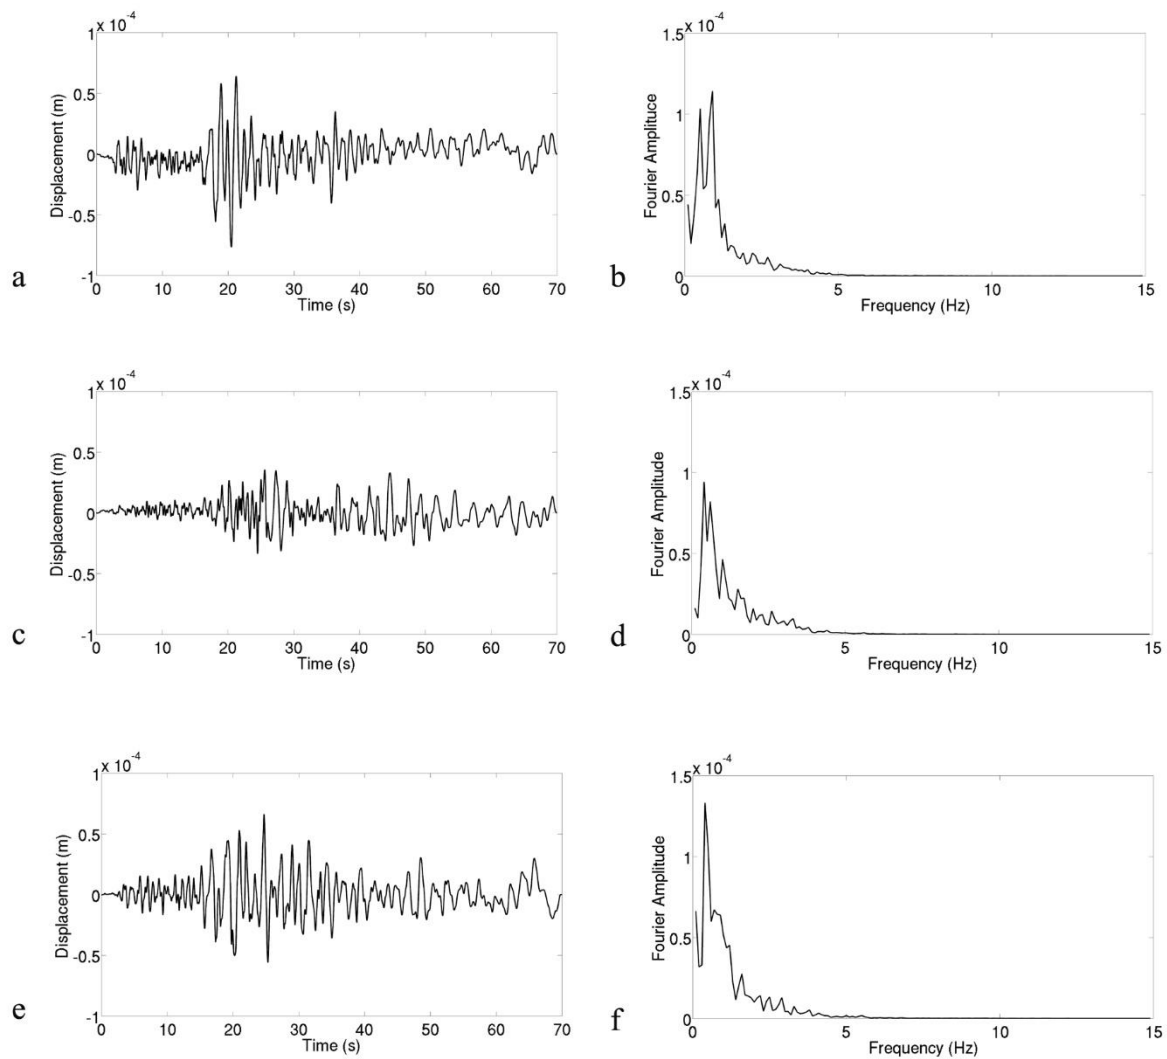 x 10⁻⁴
1
0.5
0
-0.5
-1
Displacement (m)
0 10 20 30 40 50 60 70
Time (s)
a
x 10⁻⁴
1.5
1
0.5
0
Fourier Amplituce
0 5 10 15
Frequency (Hz)
b
x 10⁻⁴
1
0.5
0
-0.5
-1
Displacement (m)
0 10 20 30 40 50 60 70
Time (s)
c
x 10⁻⁴
1.5
1
0.5
0
Fourier Amplitude
0 5 10 15
Frequency (Hz)
d
x 10⁻⁴
1
0.5
0
-0.5
-1
Displacement (m)
0 10 20 30 40 50 60 70
Time (s)
e
x 10⁻⁴
1.5
1
0.5
0
Fourier Amplitude
0 5 10 15
Frequency (Hz)
f